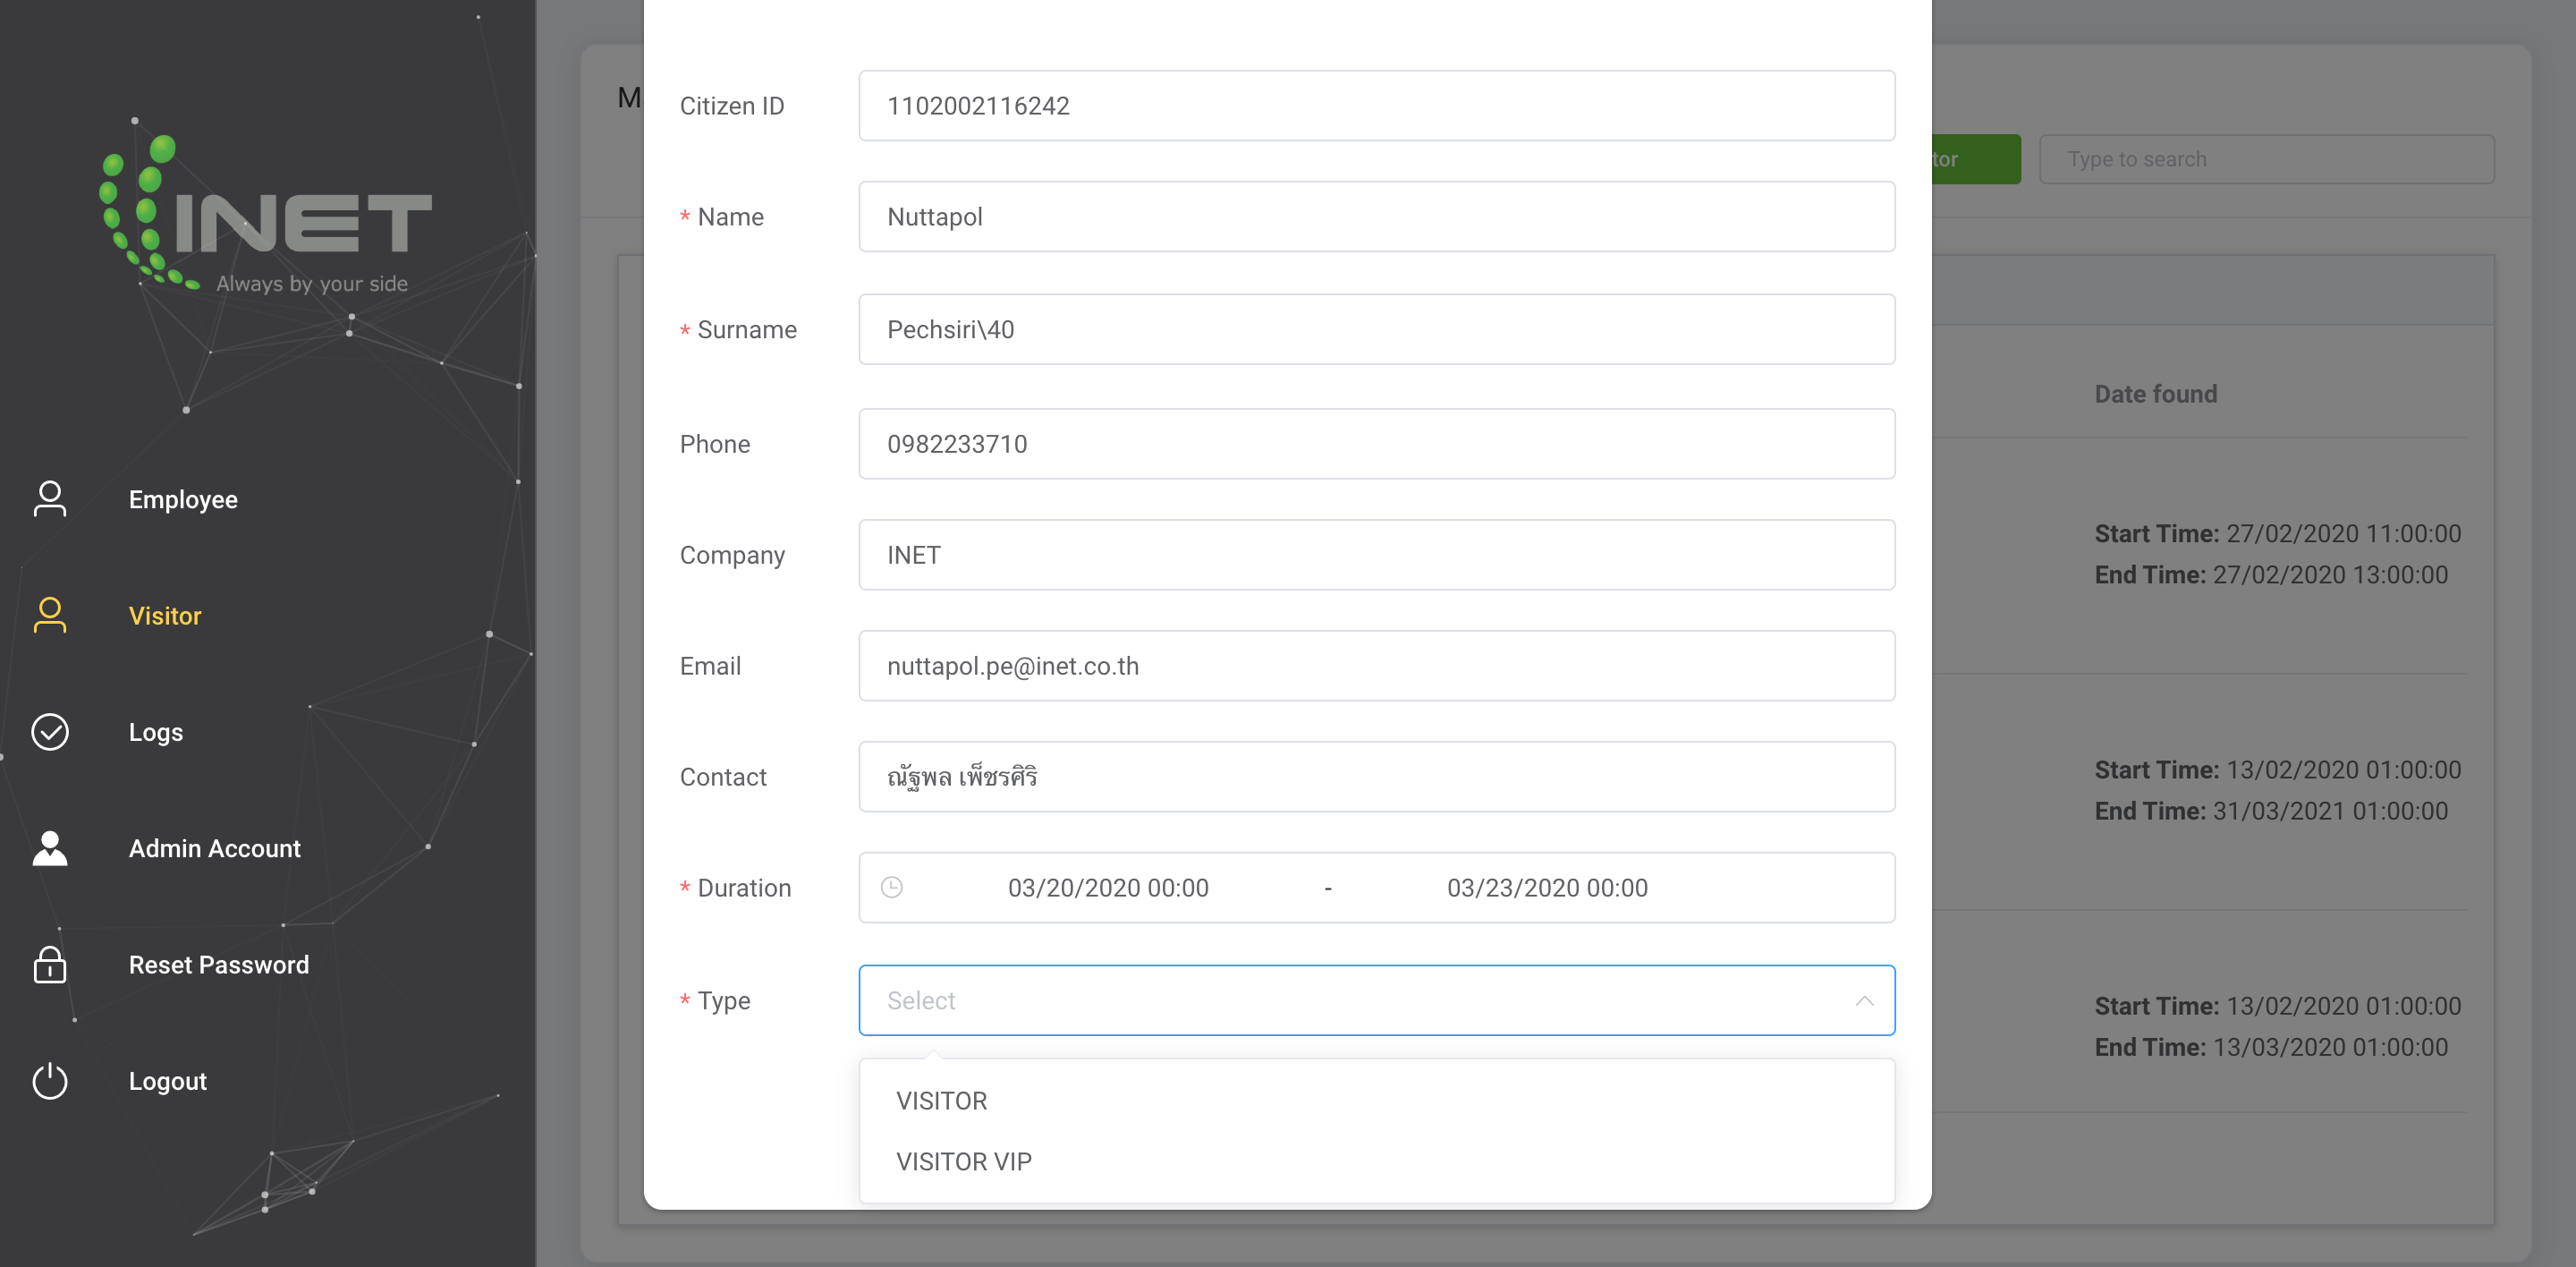 INET
Always by your side
Employee
Visitor
Logs
Admin Account
Reset Password
Logout
Citizen ID
1102002116242
* Name
Nuttapol
* Surname
Pechsiri\40
Phone
0982233710
Company
INET
Email
nuttapol.pe@inet.co.th
Contact
ณัฐพล เพ็ชรศิริ
* Duration
03/20/2020 00:00 - 03/23/2020 00:00
* Type
Select
VISITOR
VISITOR VIP
Type to search
Date found
Start Time: 27/02/2020 11:00:00
End Time: 27/02/2020 13:00:00
Start Time: 13/02/2020 01:00:00
End Time: 31/03/2021 01:00:00
Start Time: 13/02/2020 01:00:00
End Time: 13/03/2020 01:00:00